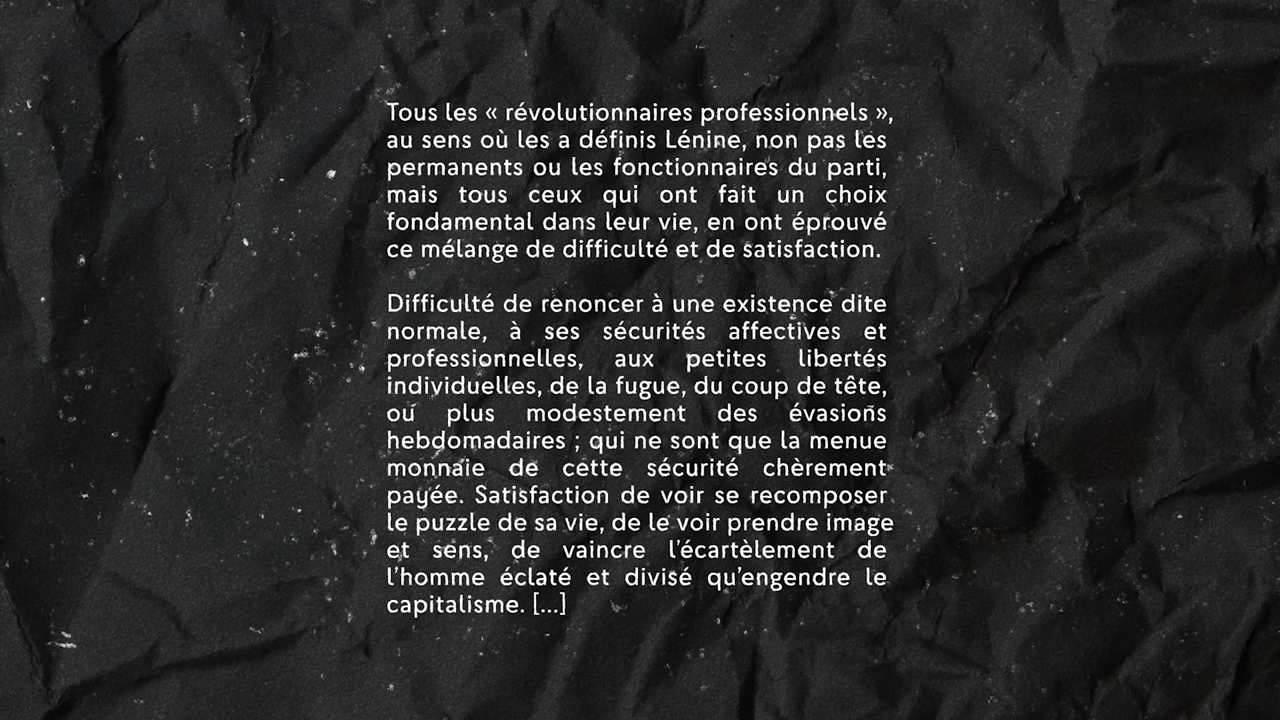 Tous les « révolutionnaires professionnels »,
au sens où les a définis Lénine, non pas les
permanents ou les fonctionnaires du parti,
mais tous ceux qui ont fait un choix
fondamental dans leur vie, en ont éprouvé
ce mélange de difficulté et de satisfaction.
Difficulté de renoncer à une existence dite
normale, à ses sécurités affectives et
professionnelles, aux petites libertés
individuelles, de la fugue, du coup de tête,
ou plus modestement des évasions
hebdomadaires ; qui ne sont que la menue
monnaie de cette sécurité chèrement
payée. Satisfaction de voir se recomposer
le puzzle de sa vie, de le voir prendre image
et sens, de vaincre l'écartèlement de
l'homme éclaté et divisé qu'engendre le
capitalisme. [...]